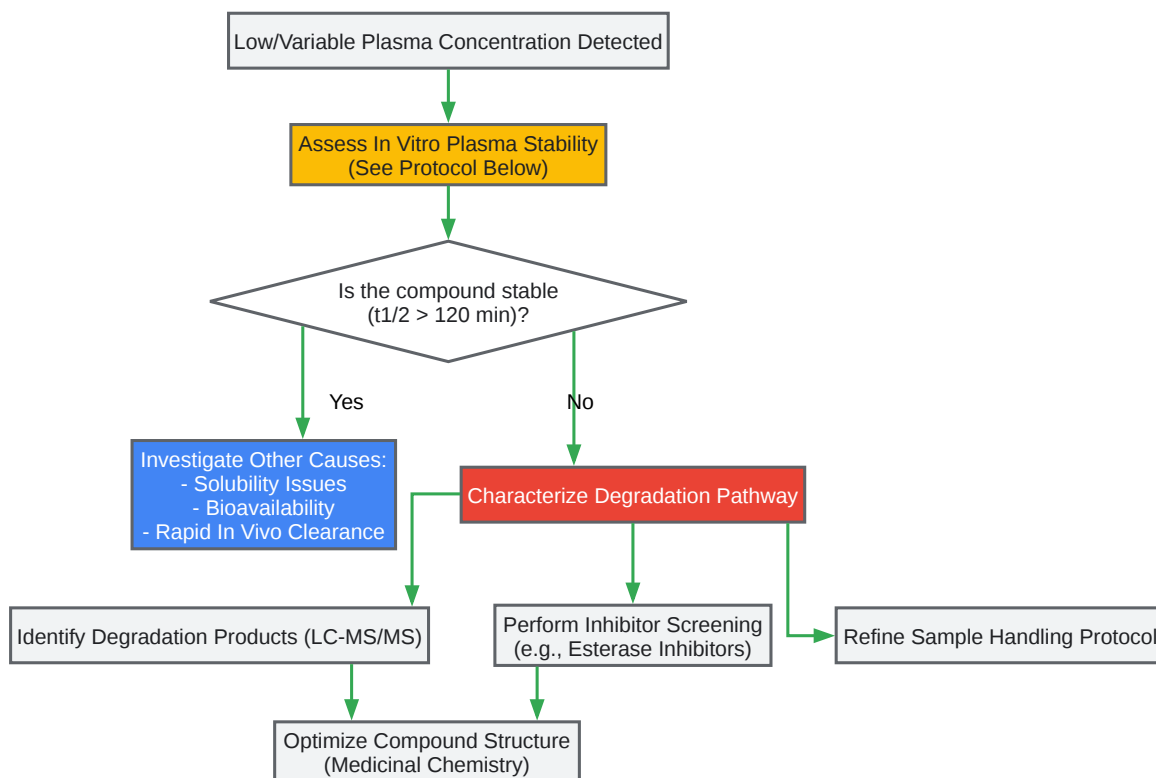 Low/Variable Plasma Concentration Detected
Assess In Vitro Plasma Stability
(See Protocol Below)
Is the compound stable
(t1/2 > 120 min)?
Yes
No
Investigate Other Causes:
- Solubility Issues
- Bioavailability
- Rapid In Vivo Clearance
Characterize Degradation Pathway
Identify Degradation Products (LC-MS/MS)
Perform Inhibitor Screening
(e.g., Esterase Inhibitors)
Refine Sample Handling Protocol
Optimize Compound Structure
(Medicinal Chemistry)